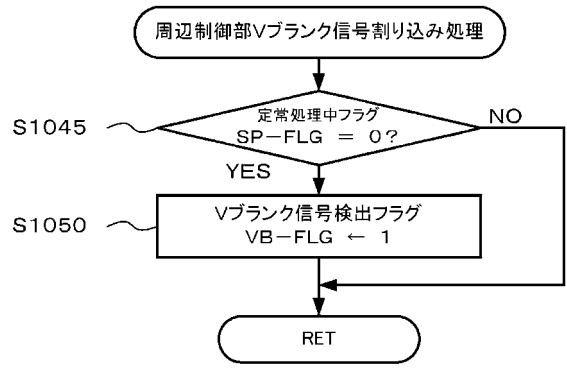 周辺制御部Vブランク信号割り込み処理
S1045
定常処理中フラグ
SP-FLG = 0?
NO
YES
S1050
Vブランク信号検出フラグ
VB-FLG ← 1
RET